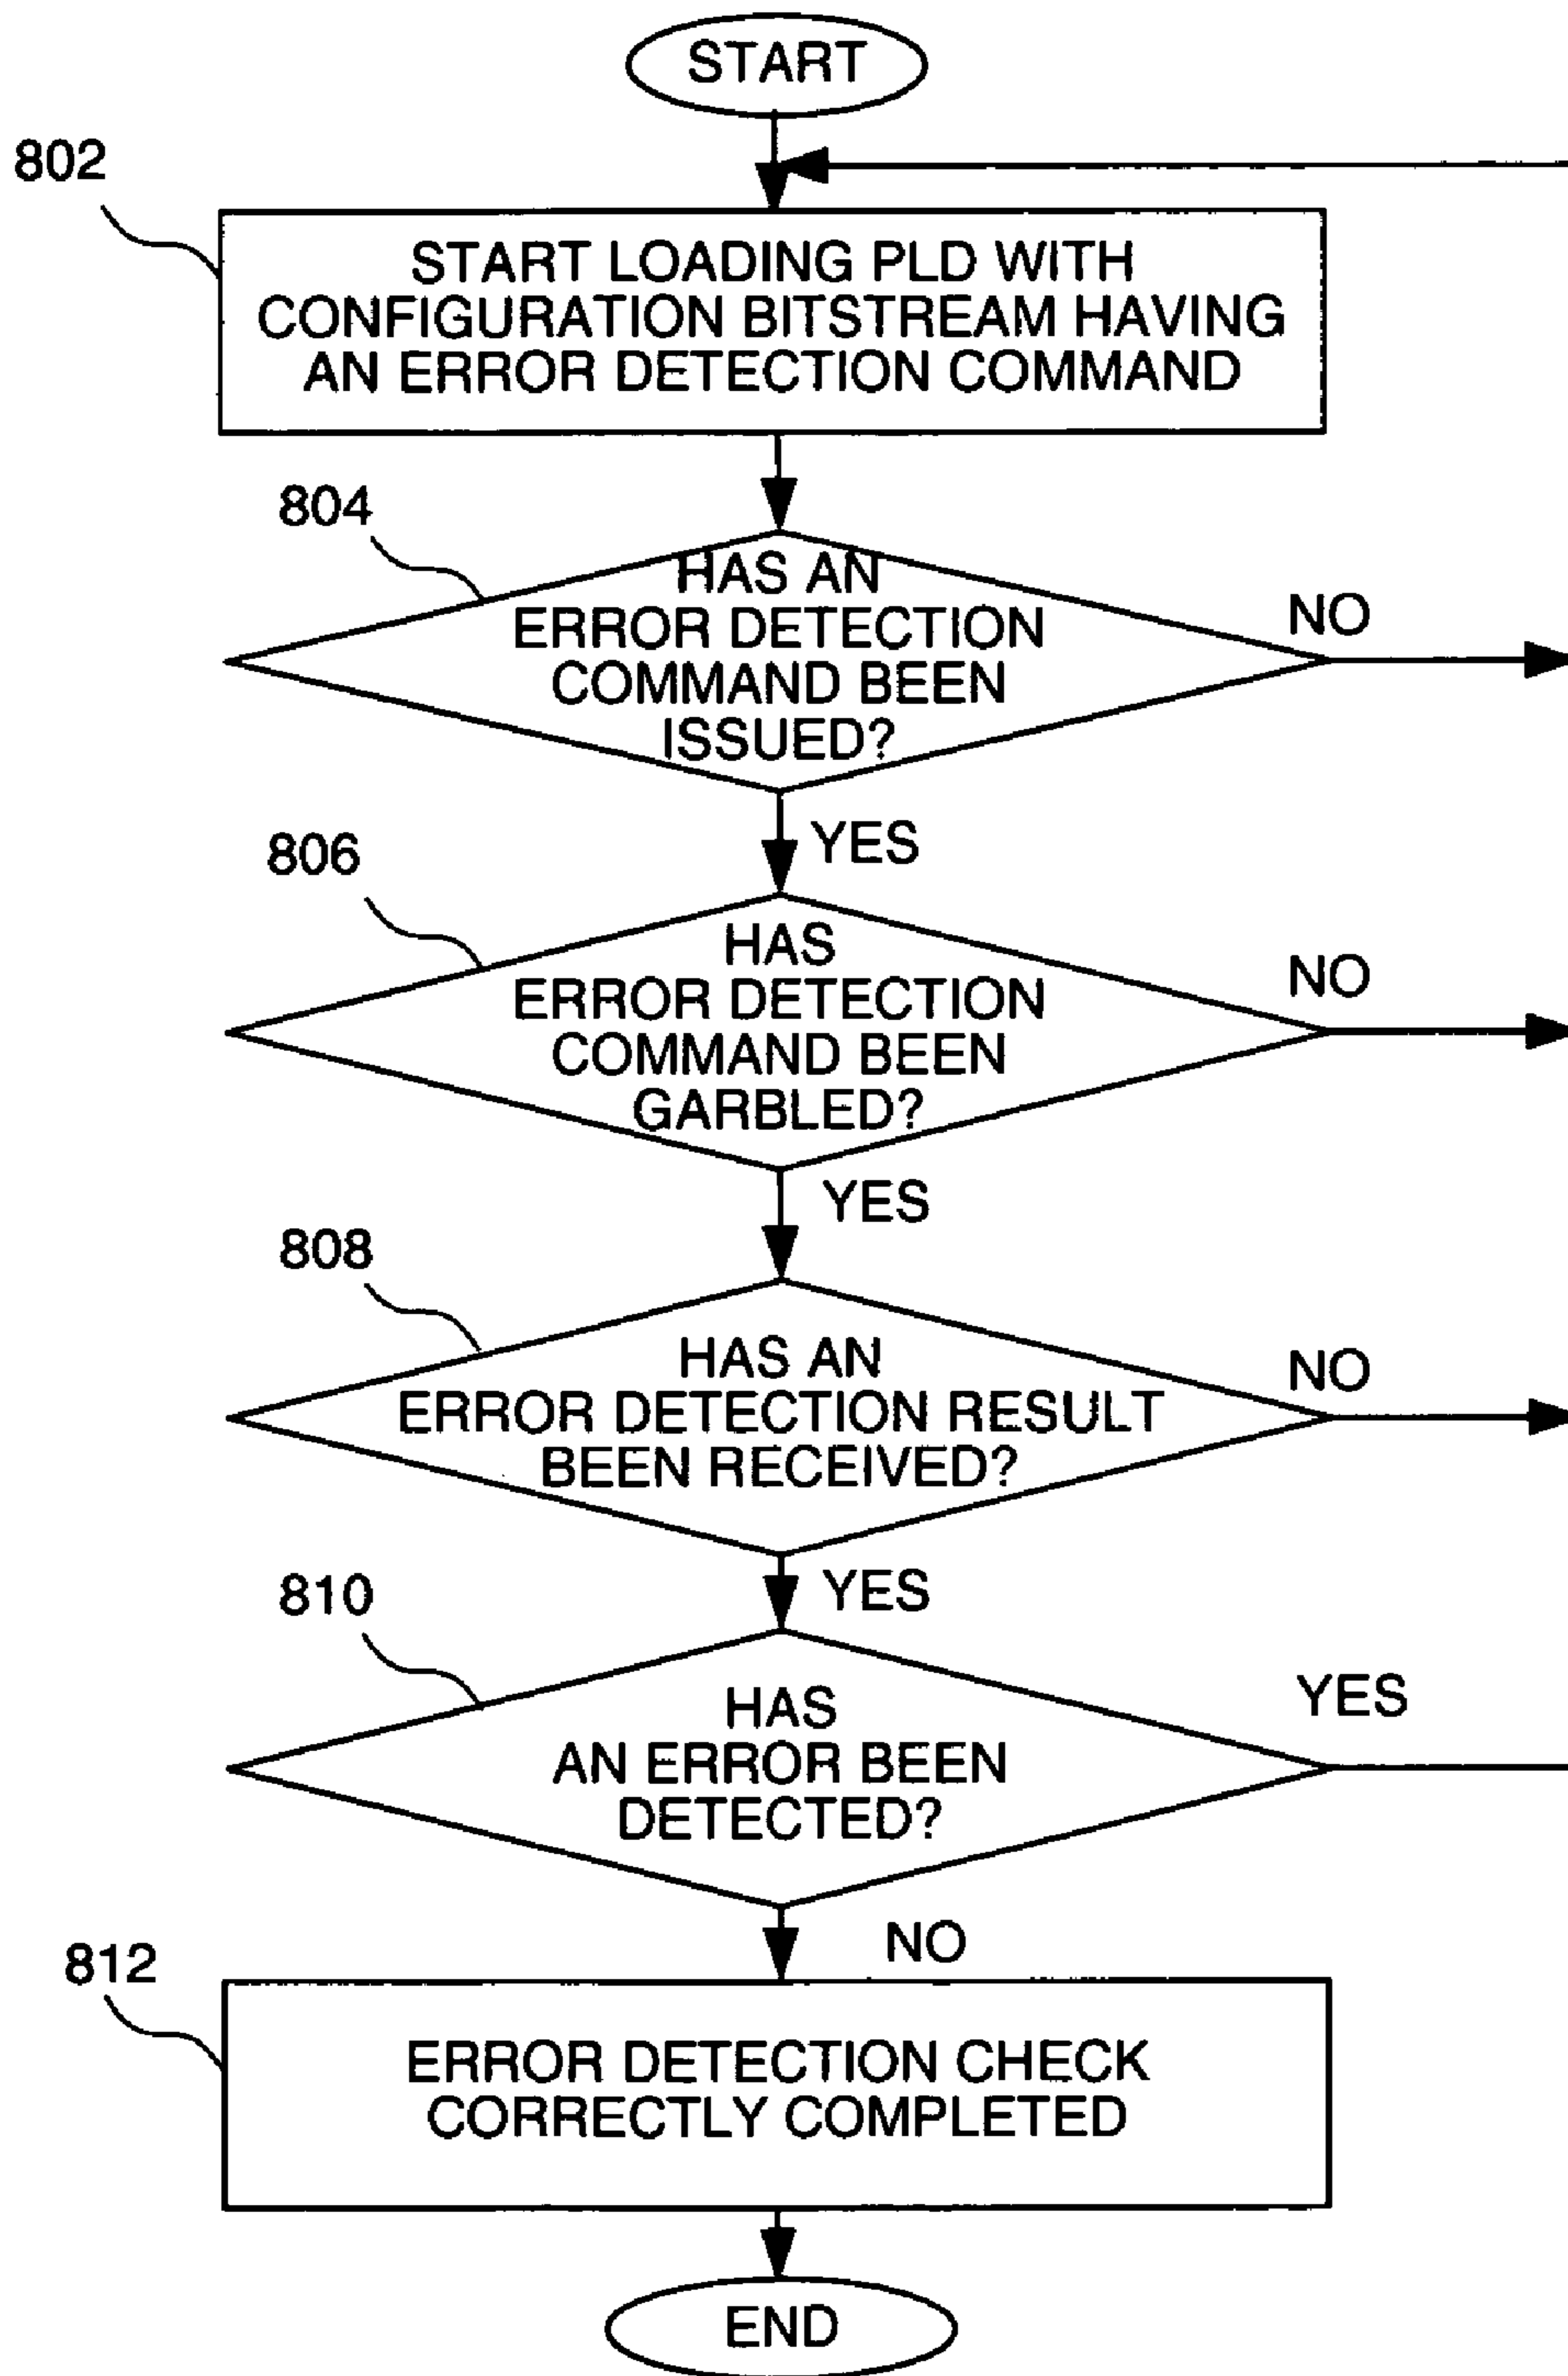 START
802
START LOADING PLD WITH
CONFIGURATION BITSTREAM HAVING
AN ERROR DETECTION COMMAND
804
HAS AN
ERROR DETECTION
COMMAND BEEN
ISSUED?
NO
YES
806
HAS
ERROR DETECTION
COMMAND BEEN
GARBLED?
NO
YES
808
HAS AN
ERROR DETECTION RESULT
BEEN RECEIVED?
NO
YES
810
HAS
AN ERROR BEEN
DETECTED?
YES
NO
812
ERROR DETECTION CHECK
CORRECTLY COMPLETED
END